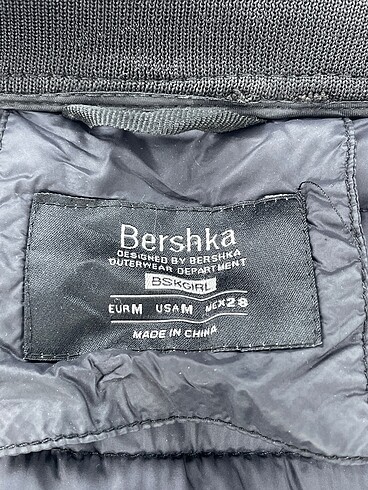 Bershka
DESIGNED BY BERSHKA
OUTERWEAR DEPARTMENT
BSKGIRL
EUR M USA M MEX 28
MADE IN CHINA